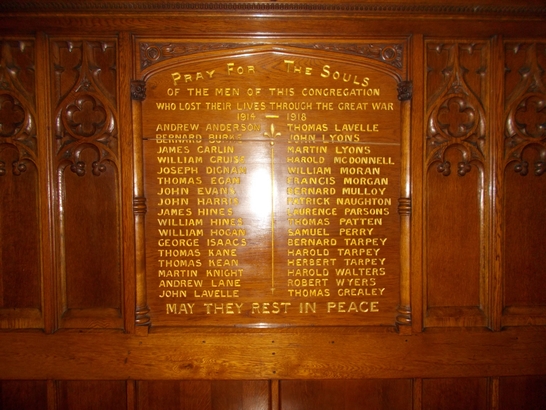 PRAY FOR THE SOULS
OF THE MEN OF THIS CONGREGATION
WHO LOST THEIR LIVES THROUGH THE GREAT WAR
1914 1918
ANDREW ANDERSON THOMAS LAVELLE
BERNARD BURKE JOHN LYONS
JAMES CARLIN MARTIN LYONS
WILLIAM CRUISE HAROLD McDONNELL
JOSEPH DIGNAN WILLIAM MORAN
THOMAS EGAN FRANCIS MORGAN
JOHN EVANS BERNARD MULLOY
JOHN HARRIS PATRICK NAUGHTON
JAMES HINES LAURENCE PARSONS
WILLIAM HINES THOMAS PATTEN
WILLIAM HOGAN SAMUEL PERRY
GEORGE ISAACS BERNARD TARPEY
THOMAS KANE HAROLD TARPEY
THOMAS KEAN HERBERT TARPEY
MARTIN KNIGHT HAROLD WALTERS
ANDREW LANE ROBERT WYERS
JOHN LAVELLE THOMAS GREALEY
MAY THEY REST IN PEACE